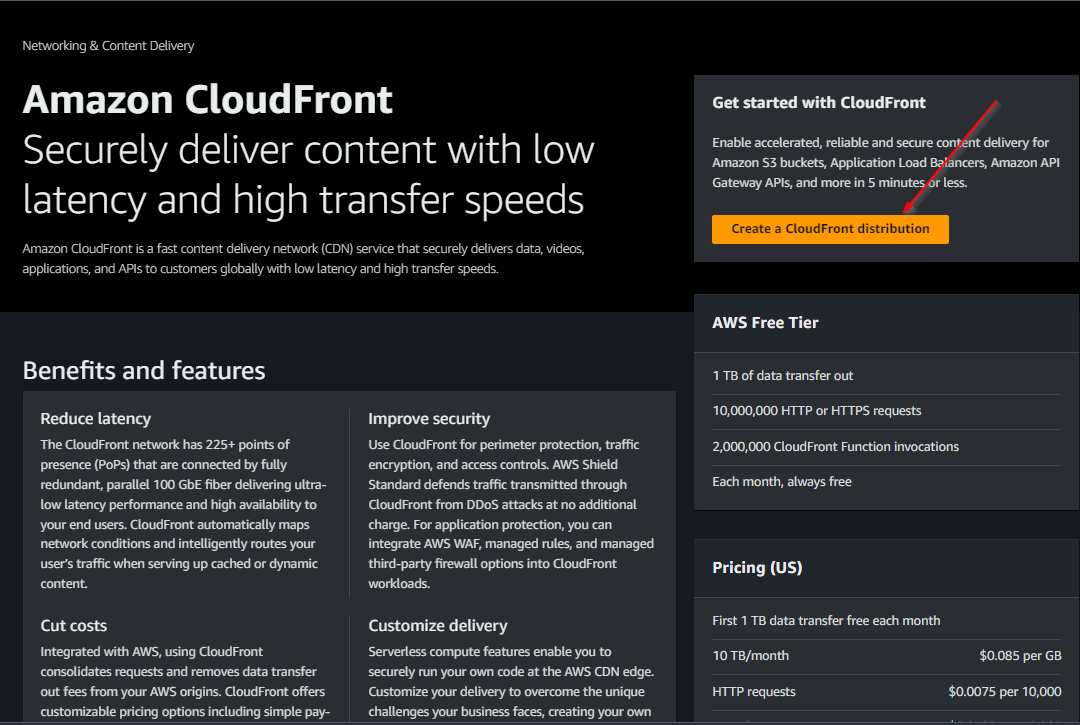 Networking & Content Delivery
Amazon CloudFront
Securely deliver content with low
latency and high transfer speeds
Amazon CloudFront is a fast content delivery network (CDN) service that securely delivers data, videos,
applications, and APIs to customers globally with low latency and high transfer speeds.
Get started with CloudFront
Enable accelerated, reliable and secure content delivery for
Amazon S3 buckets, Application Load Balancers, Amazon API
Gateway APIs, and more in 5 minutes or less.
Create a CloudFront distribution
AWS Free Tier
1 TB of data transfer out
10,000,000 HTTP or HTTPS requests
2,000,000 CloudFront Function invocations
Each month, always free
Pricing (US)
First 1 TB data transfer free each month
10 TB/month $0.085 per GB
HTTP requests $0.0075 per 10,000
Benefits and features
Reduce latency
The CloudFront network has 225+ points of
presence (PoPs) that are connected by fully
redundant, parallel 100 GbE fiber delivering ultra-
low latency performance and high availability to
your end users. CloudFront automatically maps
network conditions and intelligently routes your
user's traffic when serving up cached or dynamic
content.
Improve security
Use CloudFront for perimeter protection, traffic
encryption, and access controls. AWS Shield
Standard defends traffic transmitted through
CloudFront from DDoS attacks at no additional
charge. For application protection, you can
integrate AWS WAF, managed rules, and managed
third-party firewall options into CloudFront
workloads.
Cut costs
Integrated with AWS, using CloudFront
consolidates requests and removes data transfer
out fees from your AWS origins. CloudFront offers
customizable pricing options including simple pay-
Customize delivery
Serverless compute features enable you to
securely run your own code at the AWS CDN edge.
Customize your delivery to overcome the unique
challenges your business faces, creating your own